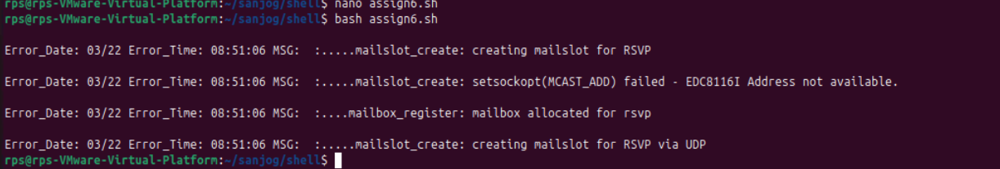 rps@rps-VMware-Virtual-Platform:~/sanjog/shell$ nano assign6.sh
rps@rps-VMware-Virtual-Platform:~/sanjog/shell$ bash assign6.sh
Error_Date: 03/22 Error_Time: 08:51:06 MSG:  :.....mailslot_create: creating mailslot for RSVP
Error_Date: 03/22 Error_Time: 08:51:06 MSG:  :.....mailslot_create: setsockopt(MCAST_ADD) failed - EDC8116I Address not available.
Error_Date: 03/22 Error_Time: 08:51:06 MSG:  :....mailbox_register: mailbox allocated for rsvp
Error_Date: 03/22 Error_Time: 08:51:06 MSG:  :.....mailslot_create: creating mailslot for RSVP via UDP
rps@rps-VMware-Virtual-Platform:~/sanjog/shell$